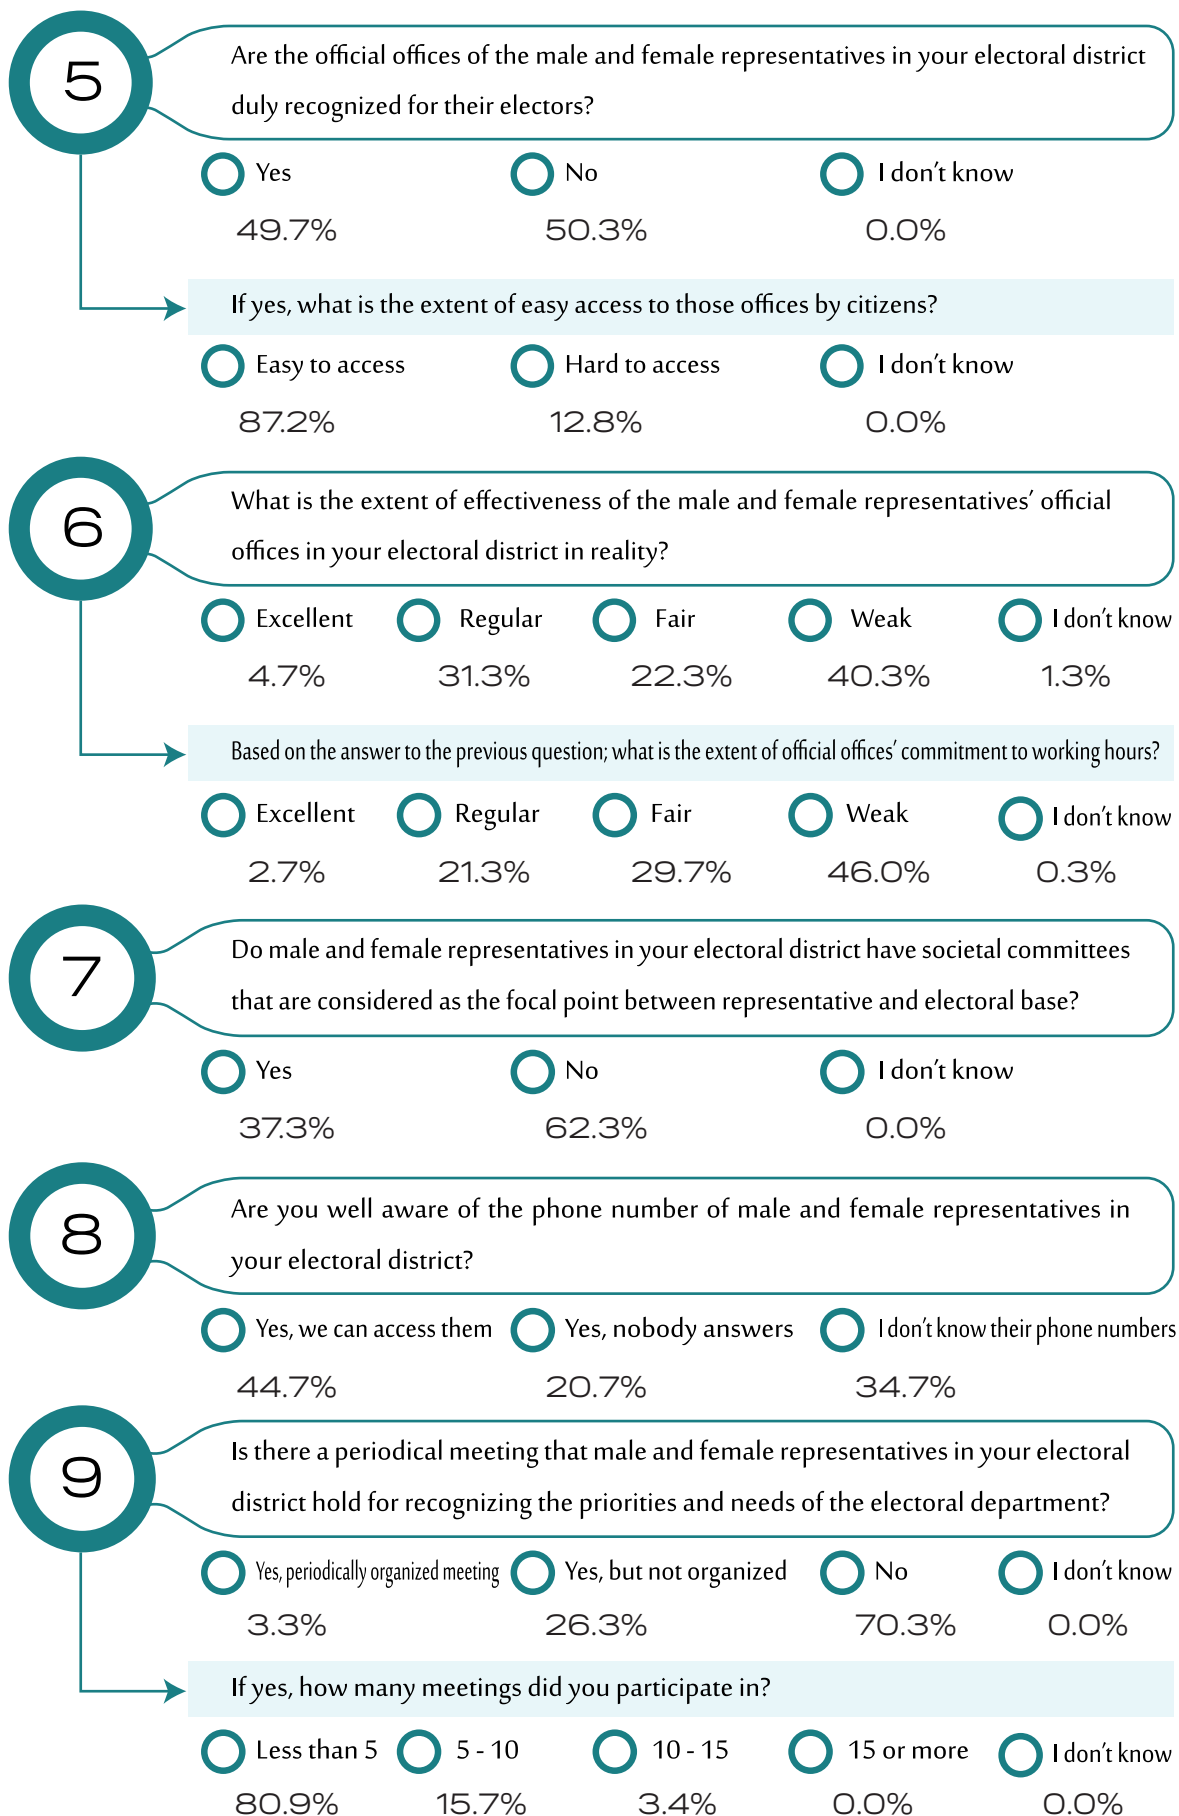 5
Are the official offices of the male and female representatives in your electoral district
duly recognized for their electors?
Yes No I don't know
49.7% 50.3% 0.0%
If yes, what is the extent of easy access to those offices by citizens?
Easy to access Hard to access I don't know
87.2% 12.8% 0.0%
6
What is the extent of effectiveness of the male and female representatives' official
offices in your electoral district in reality?
Excellent Regular Fair Weak I don't know
4.7% 31.3% 22.3% 40.3% 1.3%
Based on the answer to the previous question; what is the extent of official offices' commitment to working hours?
Excellent Regular Fair Weak I don't know
2.7% 21.3% 29.7% 46.0% 0.3%
7
Do male and female representatives in your electoral district have societal committees
that are considered as the focal point between representative and electoral base?
Yes No I don't know
37.3% 62.3% 0.0%
8
Are you well aware of the phone number of male and female representatives in
your electoral district?
Yes, we can access them Yes, nobody answers I don't know their phone numbers
44.7% 20.7% 34.7%
9
Is there a periodical meeting that male and female representatives in your electoral
district hold for recognizing the priorities and needs of the electoral department?
Yes, periodically organized meeting Yes, but not organized No I don't know
3.3% 26.3% 70.3% 0.0%
If yes, how many meetings did you participate in?
Less than 5 5 - 10 10 - 15 15 or more I don't know
80.9% 15.7% 3.4% 0.0% 0.0%